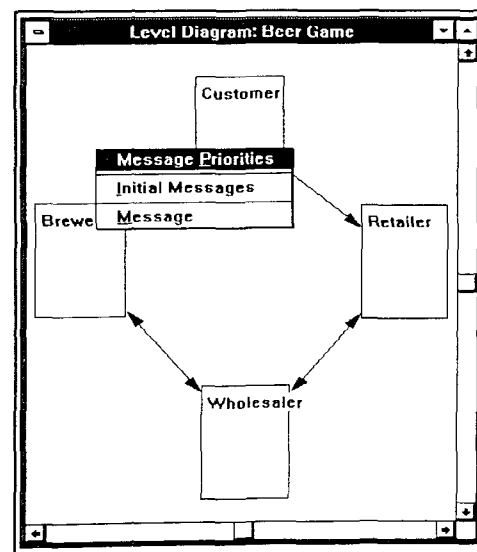 Level Diagram: Beer Game
Customer
Message Priorities
Initial Messages
Message
Brewe
Retailer
Wholesaler